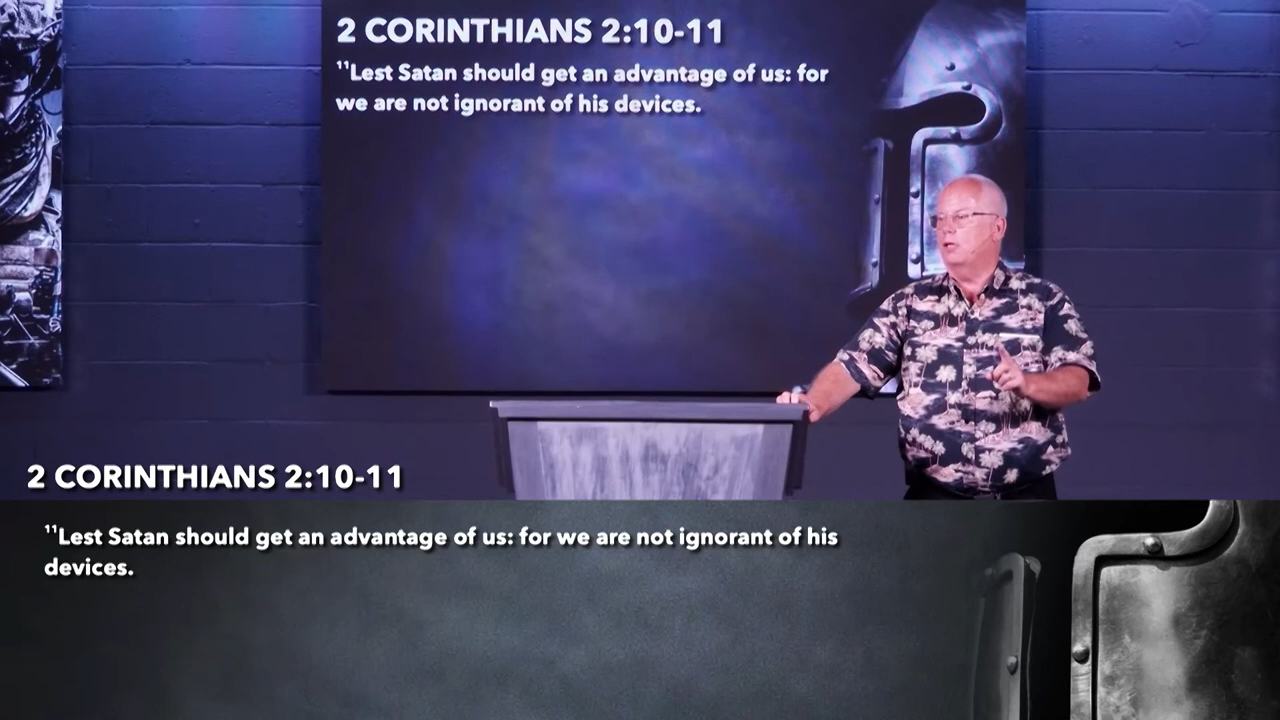 2 CORINTHIANS 2:10-11
¹¹Lest Satan should get an advantage of us: for
we are not ignorant of his devices.
2 CORINTHIANS 2:10-11
¹¹Lest Satan should get an advantage of us: for we are not ignorant of his
devices.